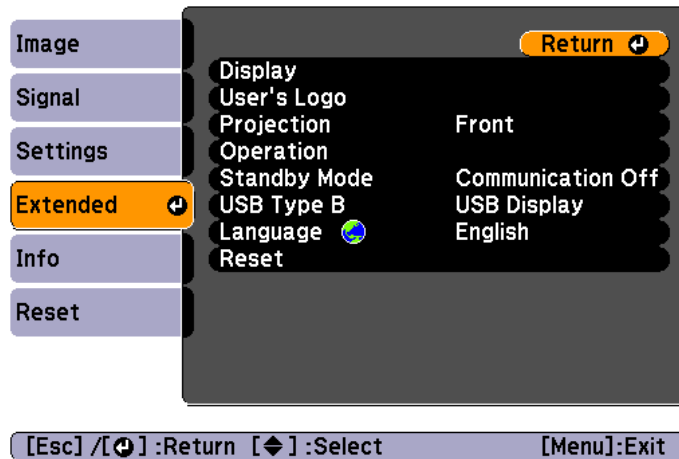 Image
Signal
Settings
Extended
Info
Reset
Return
Display
User's Logo
Projection Front
Operation
Standby Mode Communication Off
USB Type B USB Display
Language English
Reset
[Esc] /[ ] :Return [ ] :Select [Menu]:Exit